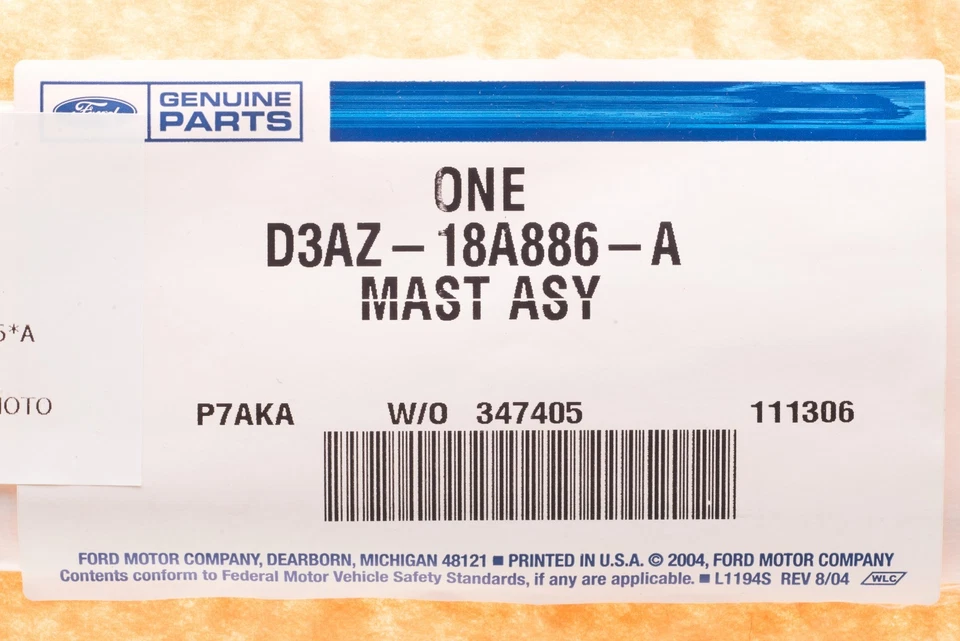 Ford
GENUINE
PARTS
ONE
D3AZ – 18A886 – A
MAST ASY
5*A
OTO
P7AKA W/O 347405 111306
FORD MOTOR COMPANY, DEARBORN, MICHIGAN 48121 ■ PRINTED IN U.S.A. © 2004, FORD MOTOR COMPANY
Contents conform to Federal Motor Vehicle Safety Standards, if any are applicable. ■ L1194S REV 8/04 WLC